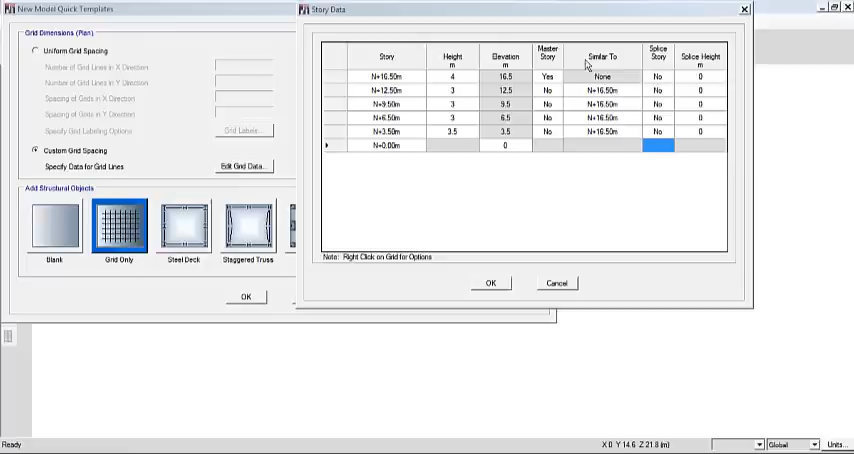 New Model Quick Templates
Grid Dimensions (Plan)
Uniform Grid Spacing
Number of Grid Lines in X Direction
Number of Grid Lines in Y Direction
Spacing of Grids in X Direction
Spacing of Grids in Y Direction
Specify Grid Labeling Options
Grid Labels...
Custom Grid Spacing
Specify Data for Grid Lines
Edit Grid Data...
Add Structural Objects
Blank
Grid Only
Steel Deck
Staggered Truss
OK
Story Data
Story Height m Elevation m Master Story Similar To Splice Story Splice Height m
N+16.50m 4 16.5 Yes None No 0
N+12.50m 3 12.5 No N+16.50m No 0
N+9.50m 3 9.5 No N+16.50m No 0
N+6.50m 3 6.5 No N+16.50m No 0
N+3.50m 3.5 3.5 No N+16.50m No 0
N+0.00m 0
Note: Right Click on Grid for Options
OK Cancel
Ready X 0 Y 14.6 Z 21.8 (m) Global Units...